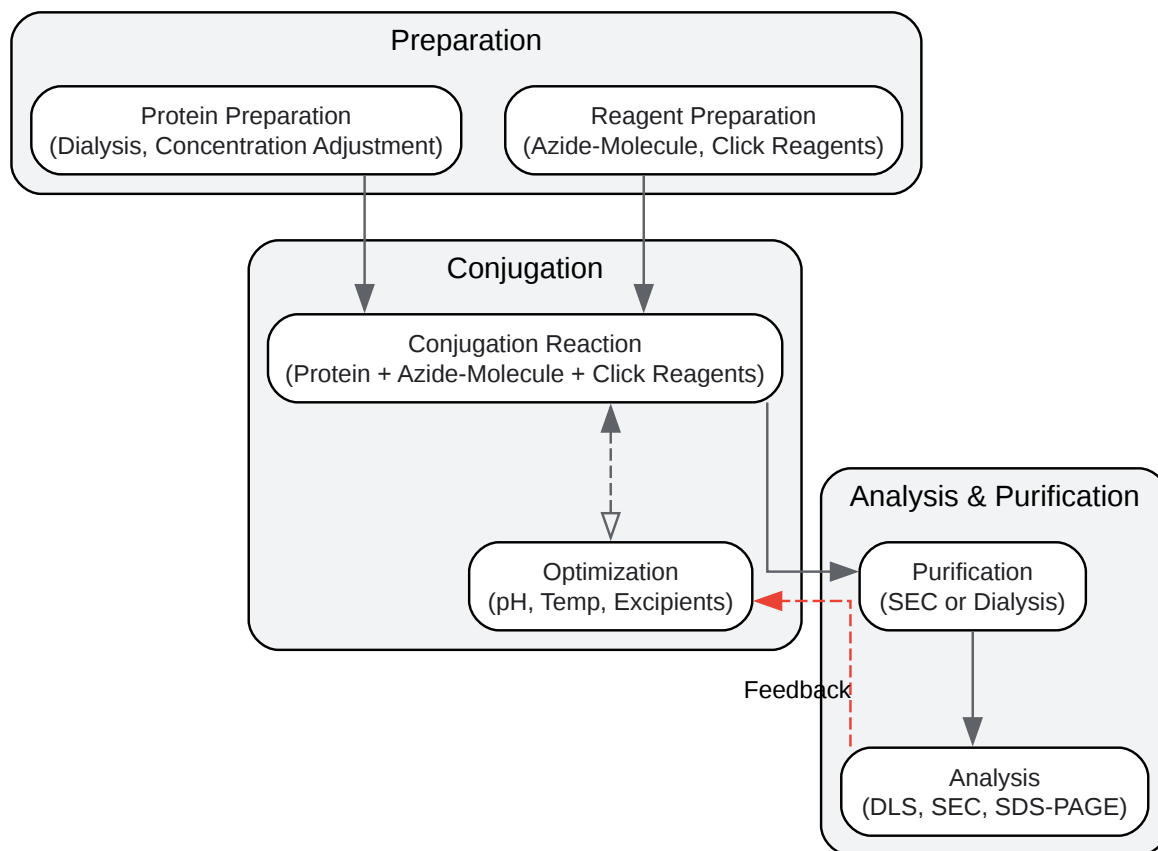 Preparation
Protein Preparation
(Dialysis, Concentration Adjustment)
Reagent Preparation
(Azide-Molecule, Click Reagents)
Conjugation
Conjugation Reaction
(Protein + Azide-Molecule + Click Reagents)
Optimization
(pH, Temp, Excipients)
Analysis & Purification
Purification
(SEC or Dialysis)
Feedback
Analysis
(DLS, SEC, SDS-PAGE)